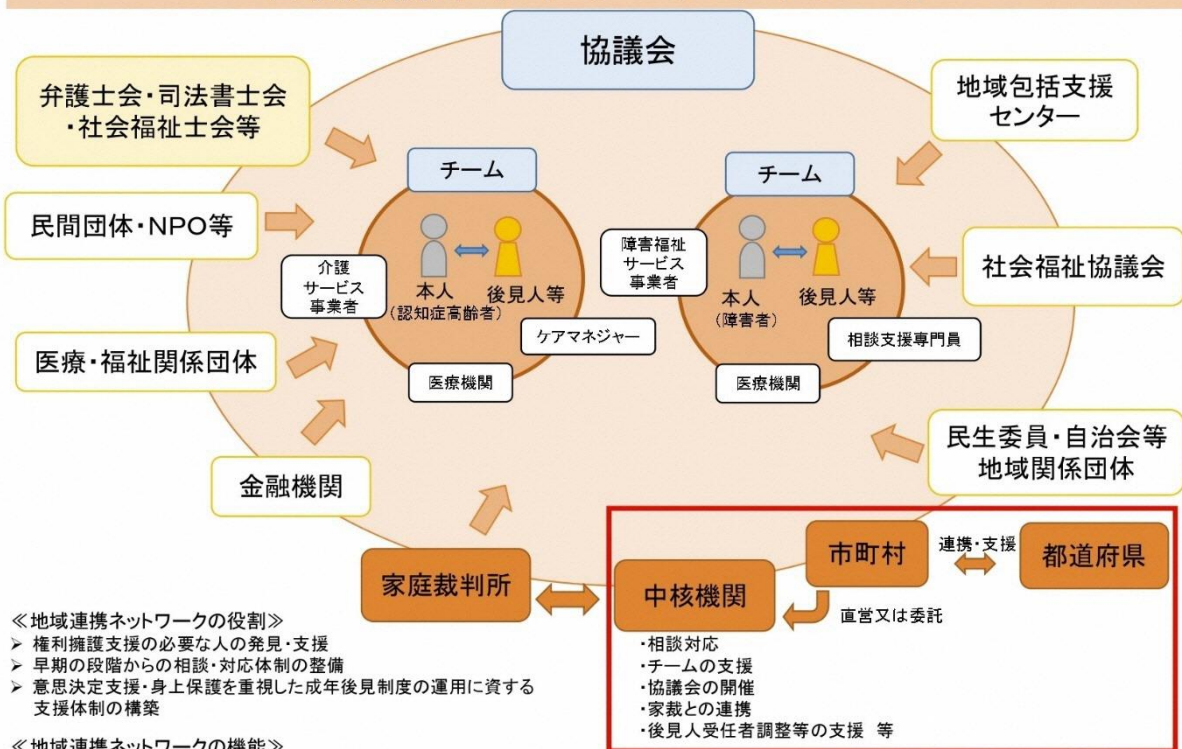 協議会
弁護士会・司法書士会
・社会福祉士会等
地域包括支援
センター
チーム
チーム
民間団体・NPO等
社会福祉協議会
介護
サービス
事業者
本人
(認知症高齢者)
後見人等
ケアマネジャー
医療機関
障害福祉
サービス
事業者
本人
(障害者)
後見人等
相談支援専門員
医療機関
医療・福祉関係団体
金融機関
民生委員・自治会等
地域関係団体
家庭裁判所
中核機関
市町村
連携・支援
都道府県
直営又は委託
・相談対応
・チームの支援
・協議会の開催
・家裁との連携
・後見人受任者調整等の支援 等
≪地域連携ネットワークの役割≫
➢ 権利擁護支援の必要な人の発見・支援
➢ 早期の段階からの相談・対応体制の整備
➢ 意思決定支援・身上保護を重視した成年後見制度の運用に資する
支援体制の構築
≪地域連携ネットワークの機能≫